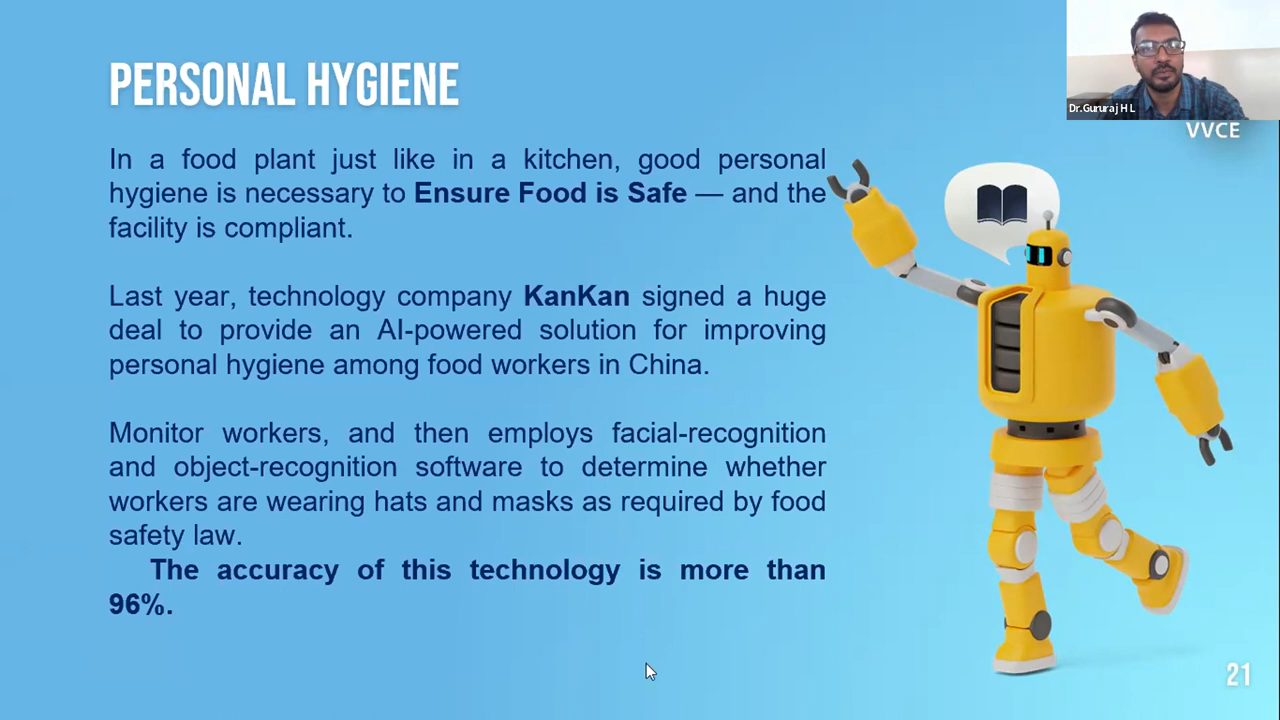 PERSONAL HYGIENE
In a food plant just like in a kitchen, good personal
hygiene is necessary to Ensure Food is Safe — and the
facility is compliant.
Last year, technology company KanKan signed a huge
deal to provide an AI-powered solution for improving
personal hygiene among food workers in China.
Monitor workers, and then employs facial-recognition
and object-recognition software to determine whether
workers are wearing hats and masks as required by food
safety law.
The accuracy of this technology is more than
96%.
Dr.Gururaj H L
VVCE
21